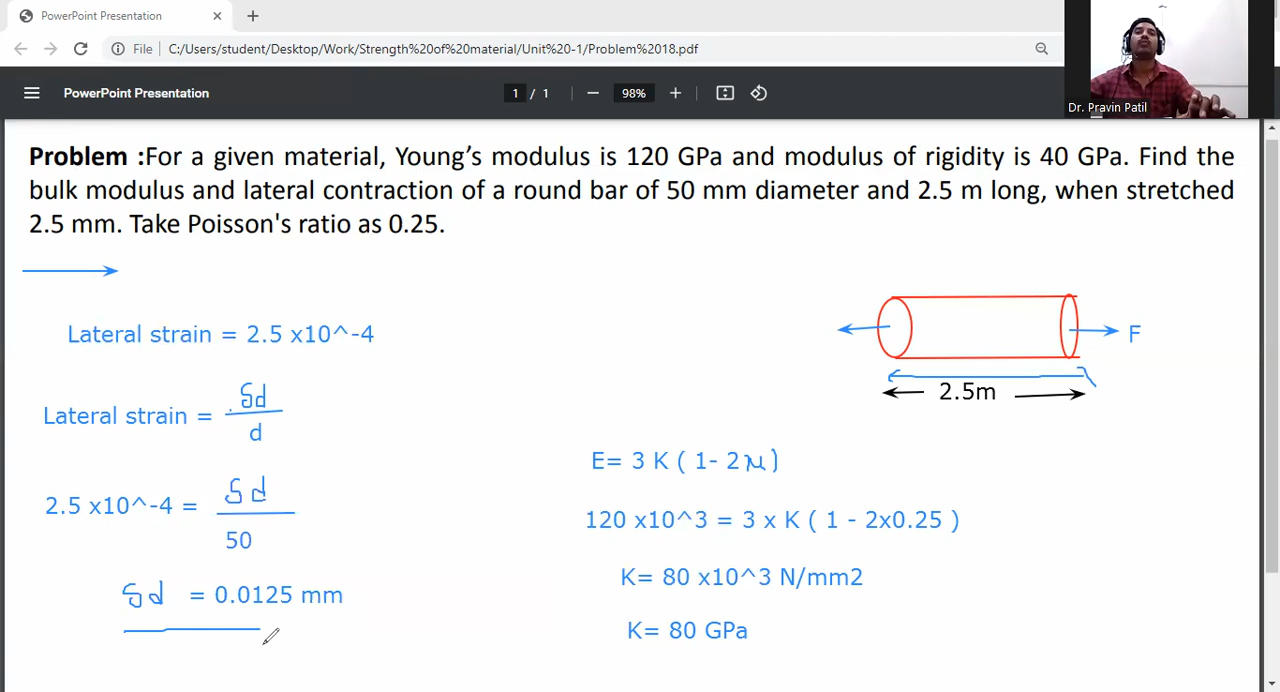 PowerPoint Presentation
File C:/Users/student/Desktop/Work/Strength%20of%20material/Unit%20-1/Problem%2018.pdf
PowerPoint Presentation 1 / 1 98%
Dr. Pravin Patil
Problem :For a given material, Young’s modulus is 120 GPa and modulus of rigidity is 40 GPa. Find the
bulk modulus and lateral contraction of a round bar of 50 mm diameter and 2.5 m long, when stretched
2.5 mm. Take Poisson's ratio as 0.25.
Lateral strain = 2.5 x10^-4
Lateral strain = δd
d
2.5 x10^-4 = δd
50
δd = 0.0125 mm
F
2.5m
E= 3 K ( 1- 2μ)
120 x10^3 = 3 x K ( 1 - 2x0.25 )
K= 80 x10^3 N/mm2
K= 80 GPa